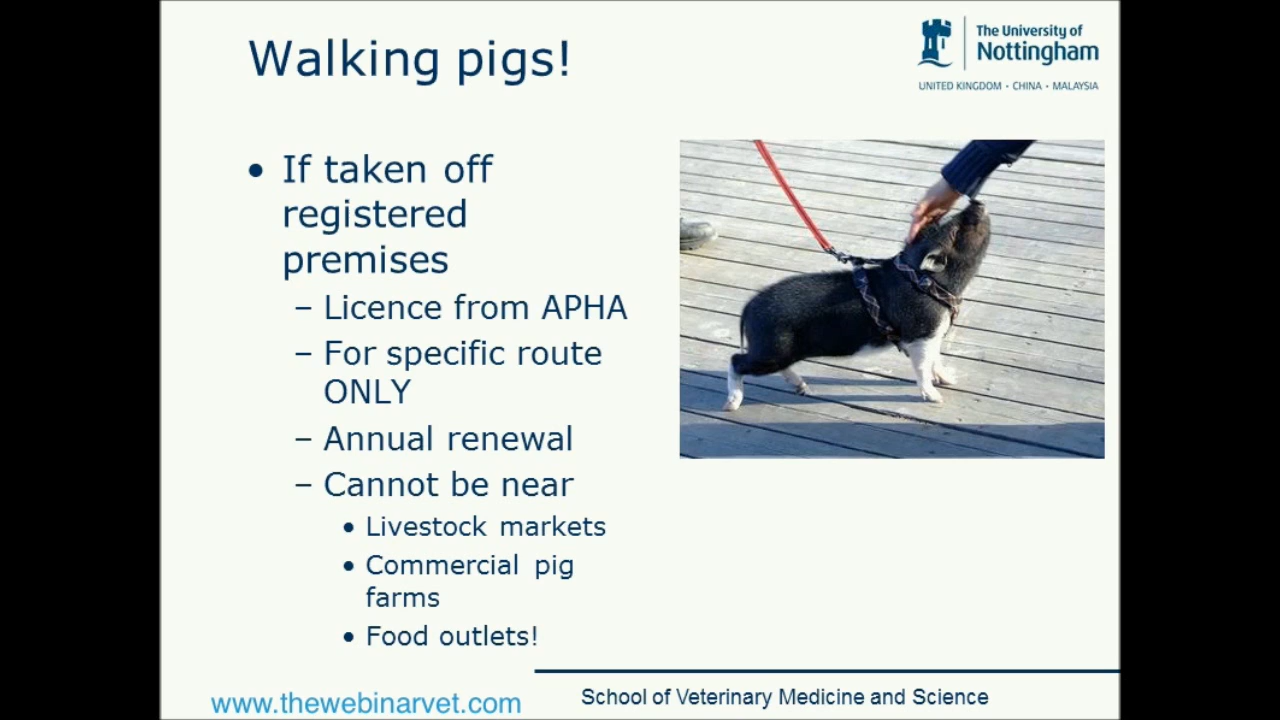 Walking pigs!
The University of
Nottingham
UNITED KINGDOM · CHINA · MALAYSIA
• If taken off
registered
premises
– Licence from APHA
– For specific route
ONLY
– Annual renewal
– Cannot be near
• Livestock markets
• Commercial pig
farms
• Food outlets!
www.thewebinarvet.com
School of Veterinary Medicine and Science